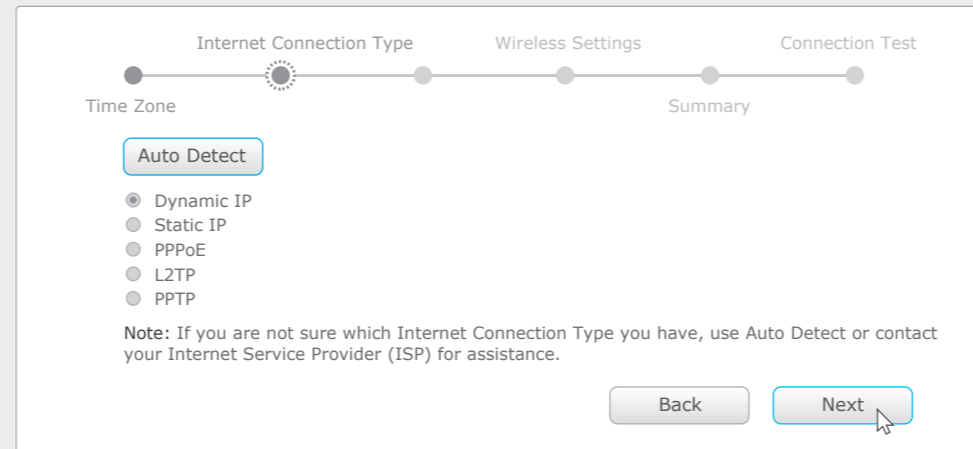 Internet Connection Type Wireless Settings Connection Test
Time Zone Summary
Auto Detect
Dynamic IP
Static IP
PPPoE
L2TP
PPTP
Note: If you are not sure which Internet Connection Type you have, use Auto Detect or contact
your Internet Service Provider (ISP) for assistance.
Back Next